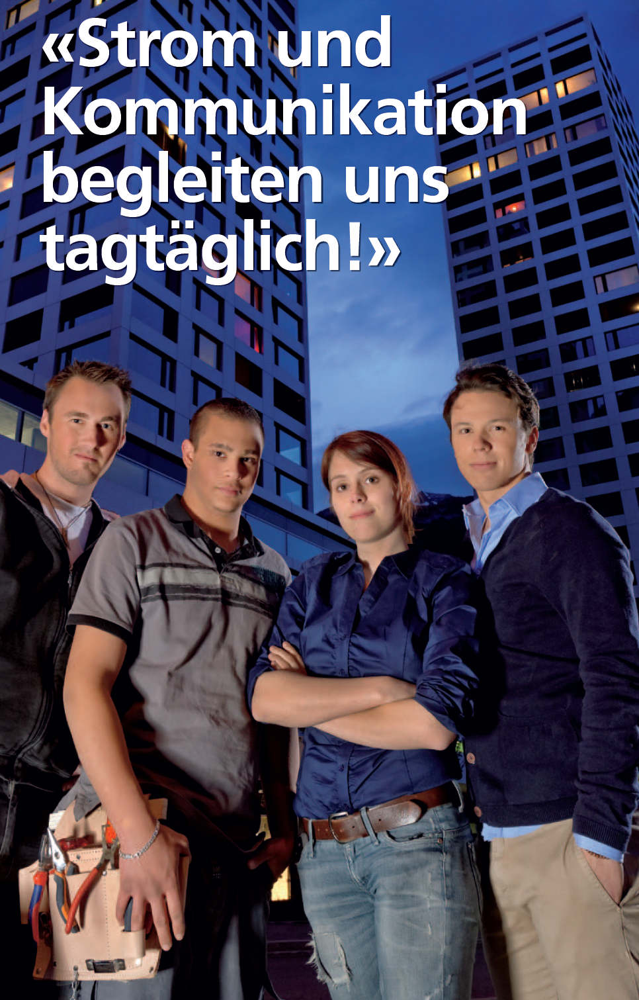 «Strom und
Kommunikation
begleiten uns
tagtäglich!»